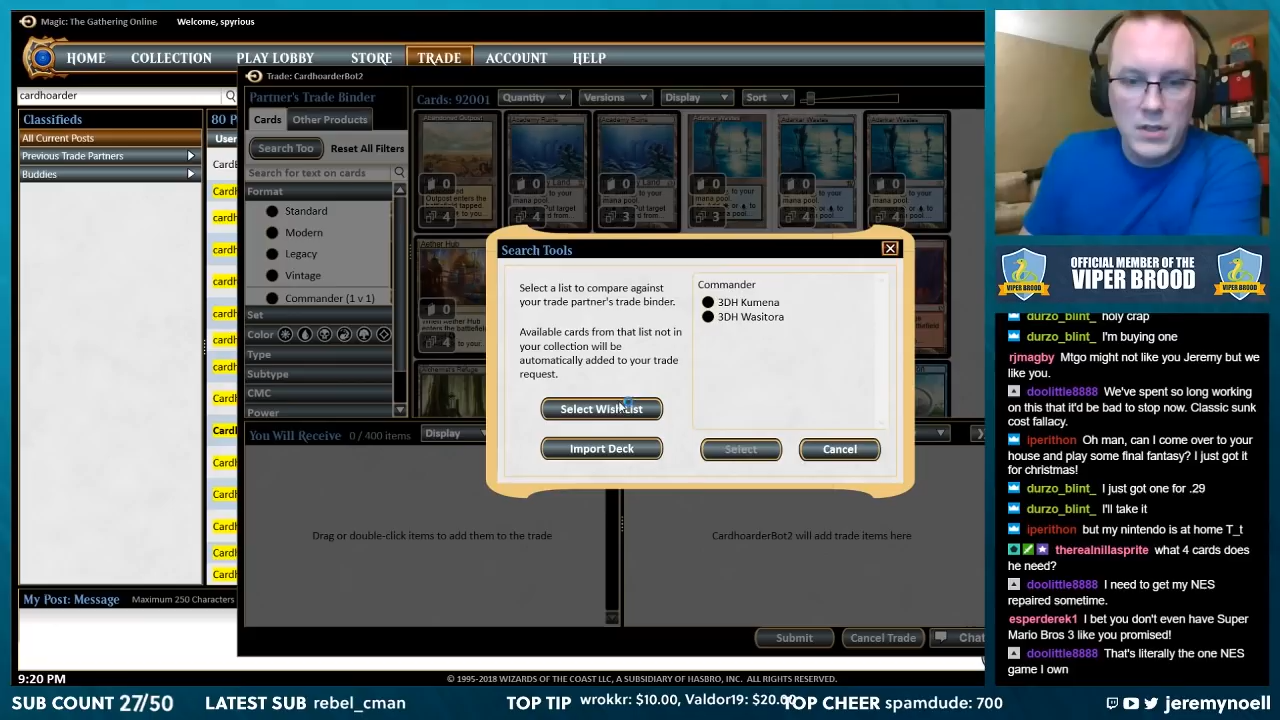 Magic: The Gathering Online
Welcome, spyrious
HOME
COLLECTION
PLAY LOBBY
STORE
TRADE
ACCOUNT
HELP
cardhoarder
Classifieds
All Current Posts
Previous Trade Partners
Buddies
80 P
User
Trade: CardhoarderBot2
Partner's Trade Binder
Cards
Other Products
Search Too
Reset All Filters
Search for text on cards
Format
Standard
Modern
Legacy
Vintage
Commander (1 v 1)
Set
Color
Type
Subtype
CMC
Power
Cards: 92001
Quantity
Versions
Display
Sort
Abandoned Outpost
Academy Ruins
Adarkar Wastes
Aether Hub
Search Tools
Select a list to compare against
your trade partner's trade binder.
Available cards from that list not in
your collection will be
automatically added to your trade
request.
Select Wish List
Import Deck
Commander
3DH Kumena
3DH Wasitora
Select
Cancel
You Will Receive
0 / 400 items
Display
Drag or double-click items to add them to the trade
CardhoarderBot2 will add trade items here
Submit
Cancel Trade
Chat
My Post: Message
Maximum 250 Characters
9:20 PM
© 1995-2018 WIZARDS OF THE COAST LLC, A SUBSIDIARY OF HASBRO, INC. ALL RIGHTS RESERVED.
OFFICIAL MEMBER OF THE
VIPER BROOD
durzo_blint_ holy crap
durzo_blint_ I'm buying one
rjmagby Mtgo might not like you Jeremy but we
like you.
doolittle8888 We've spent so long working
on this that it'd be bad to stop now. Classic sunk
cost fallacy.
iperithon Oh man, can I come over to your
house and play some final fantasy? I just got it
for christmas!
durzo_blint_ I just got one for .29
durzo_blint_ I'll take it
iperithon but my nintendo is at home T_t
therealnillasprite what 4 cards does
he need?
doolittle8888 I need to get my NES
repaired sometime.
esperderek1 I bet you don't even have Super
Mario Bros 3 like you promised!
doolittle8888 That's literally the one NES
game I own
SUB COUNT 27/50
LATEST SUB rebel_cman
TOP TIP wrokkr: $10.00, Valdor19: $20.00
TOP CHEER spamdude: 700
jeremynoell